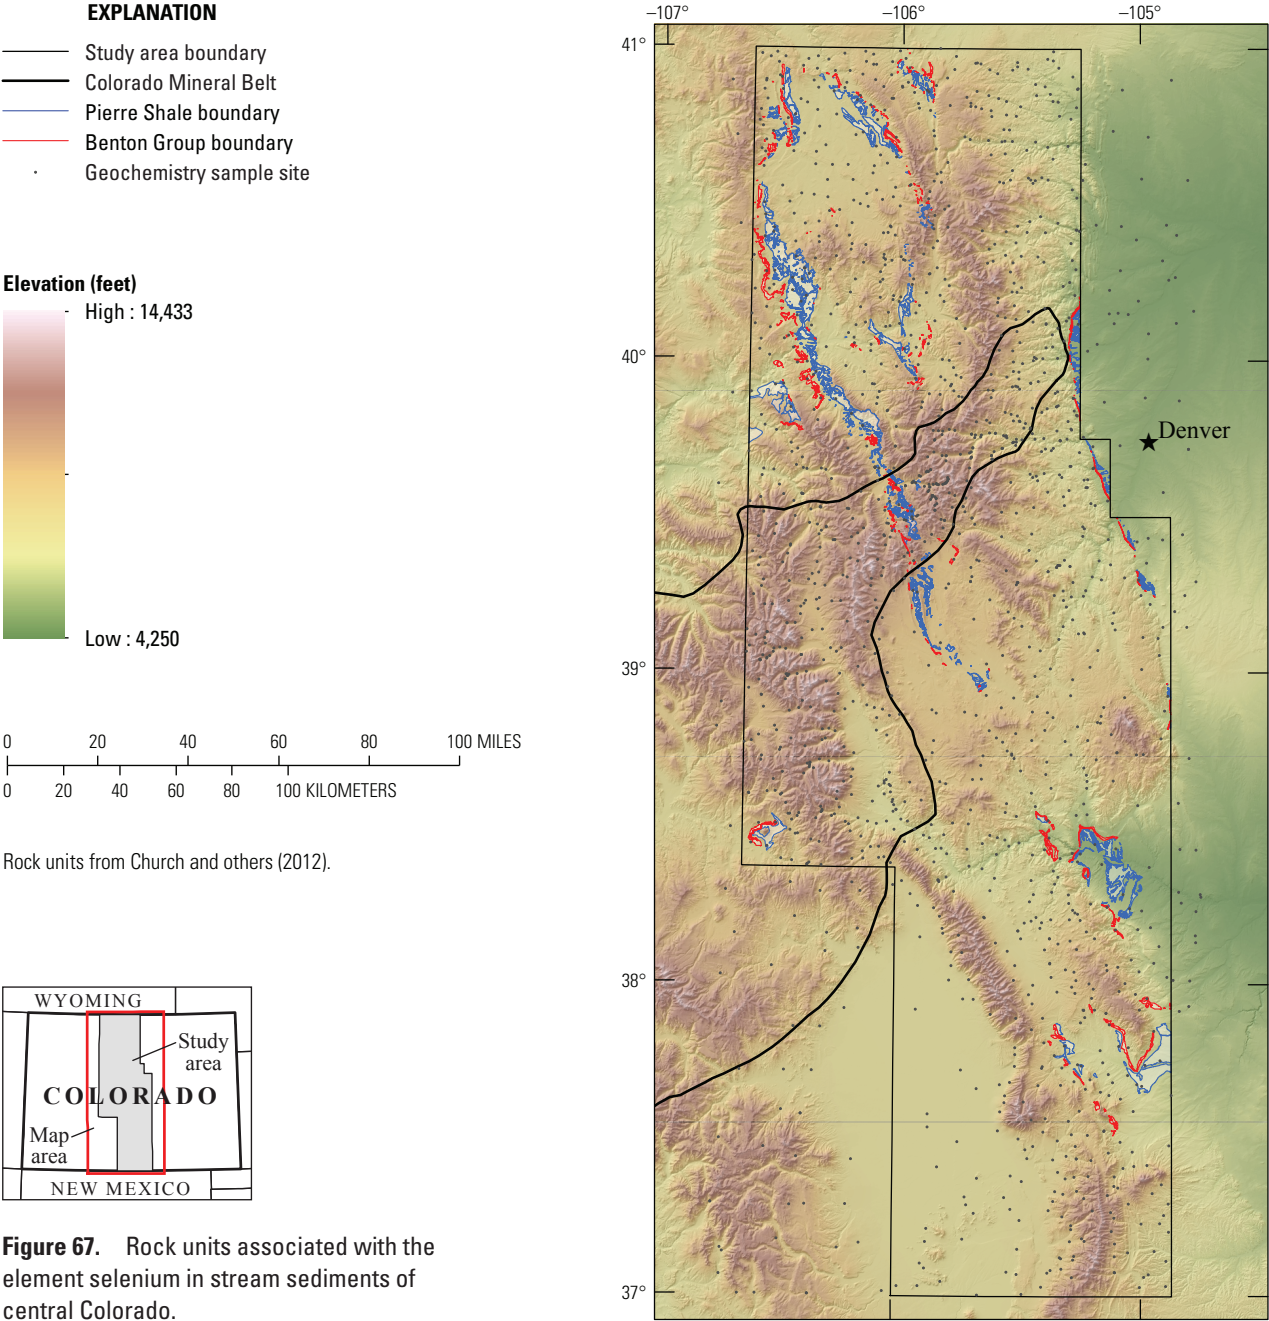 EXPLANATION
Study area boundary
Colorado Mineral Belt
Pierre Shale boundary
Benton Group boundary
Geochemistry sample site
Elevation (feet)
High : 14,433
Low : 4,250
0 20 40 60 80 100 MILES
0 20 40 60 80 100 KILOMETERS
Rock units from Church and others (2012).
WYOMING
Study
area
COLORADO
Map
area
NEW MEXICO
Figure 67. Rock units associated with the
element selenium in stream sediments of
central Colorado.
–107° –106° –105°
41°
40°
Denver
39°
38°
37°